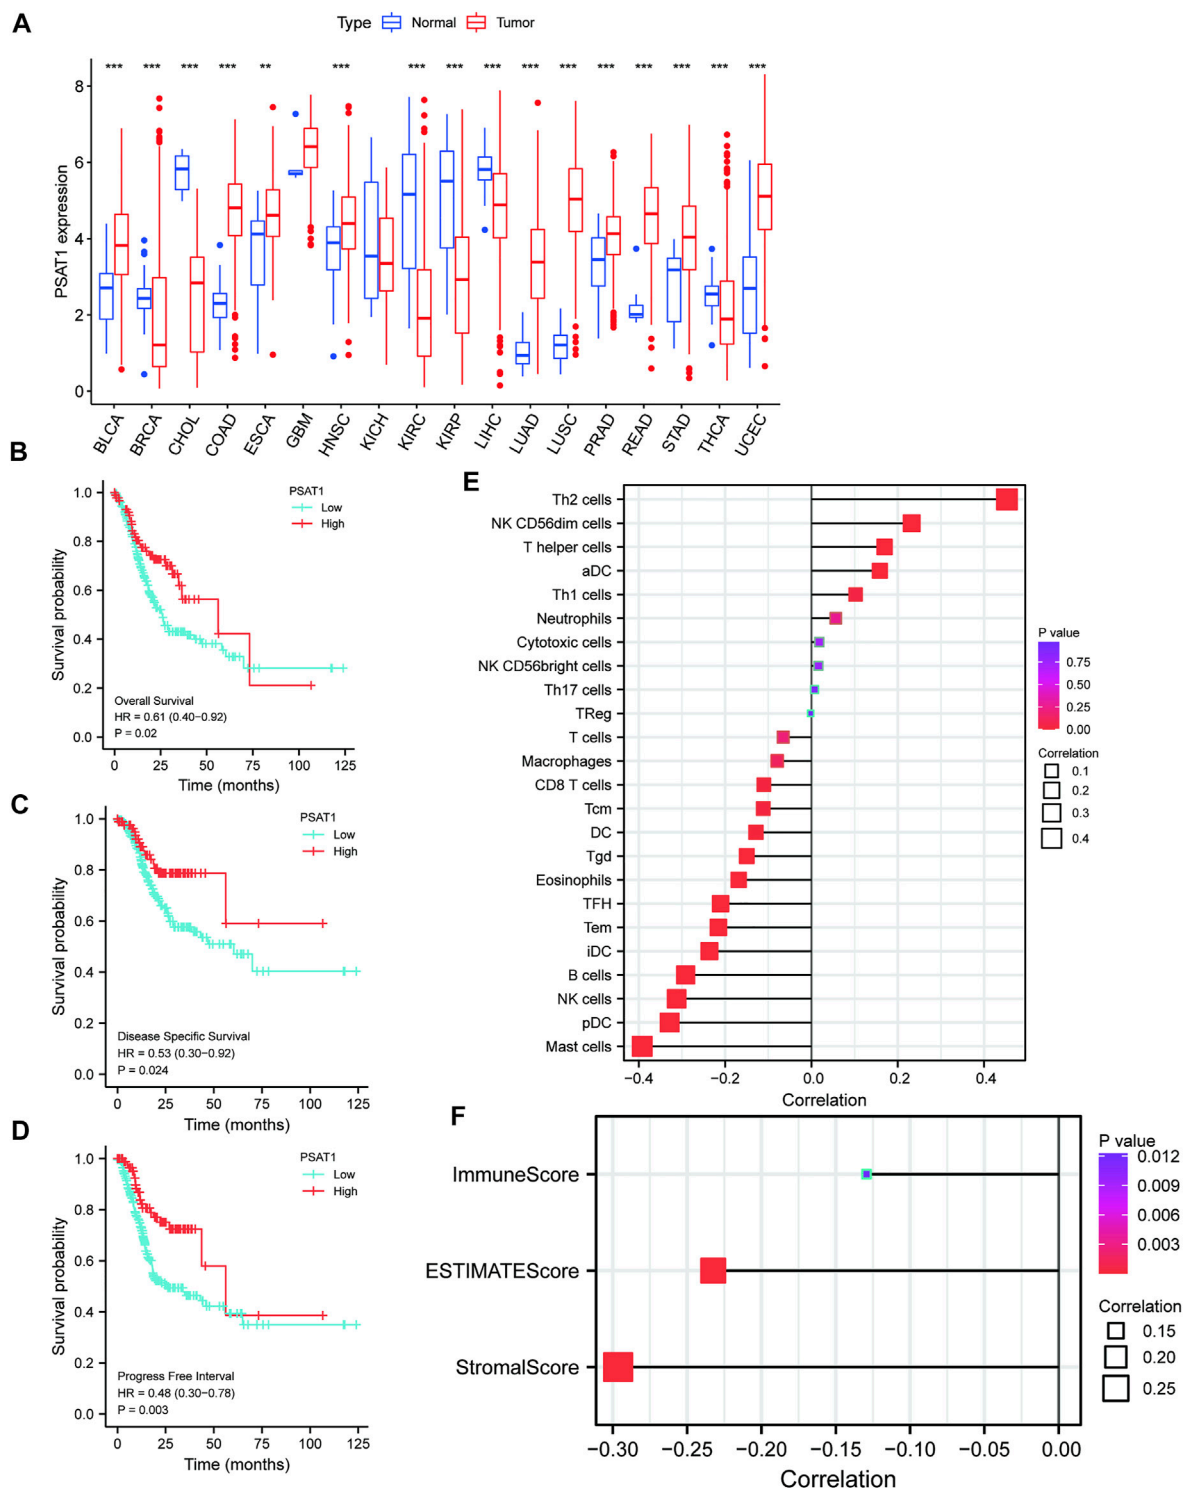 A
Type Normal Tumor
*** *** *** *** ** *** *** *** *** *** *** *** *** *** *** ***
PSAT1 expression
8
6
4
2
0
BLCA BRCA CHOL COAD ESCA GBM HNSC KICH KIRC KIRP LIHC LUAD LUSC PRAD READ STAD THCA UCEC
B
PSAT1
Low
High
Survival probability
1.0
0.8
0.6
0.4
0.2
0.0
Overall Survival
HR = 0.61 (0.40−0.92)
P = 0.02
0 25 50 75 100 125
Time (months)
C
PSAT1
Low
High
Survival probability
1.0
0.8
0.6
0.4
0.2
0.0
Disease Specific Survival
HR = 0.53 (0.30−0.92)
P = 0.024
0 25 50 75 100 125
Time (months)
D
PSAT1
Low
High
Survival probability
1.0
0.8
0.6
0.4
0.2
0.0
Progress Free Interval
HR = 0.48 (0.30−0.78)
P = 0.003
0 25 50 75 100 125
Time (months)
E
Th2 cells
NK CD56dim cells
T helper cells
aDC
Th1 cells
Neutrophils
Cytotoxic cells
NK CD56bright cells
Th17 cells
TReg
T cells
Macrophages
CD8 T cells
Tcm
DC
Tgd
Eosinophils
TFH
Tem
iDC
B cells
NK cells
pDC
Mast cells
−0.4 −0.2 0.0 0.2 0.4
Correlation
P value
0.75
0.50
0.25
0.00
Correlation
0.1
0.2
0.3
0.4
F
ImmuneScore
ESTIMATEScore
StromalScore
−0.30 −0.25 −0.20 −0.15 −0.10 −0.05 0.00
Correlation
P value
0.012
0.009
0.006
0.003
Correlation
0.15
0.20
0.25